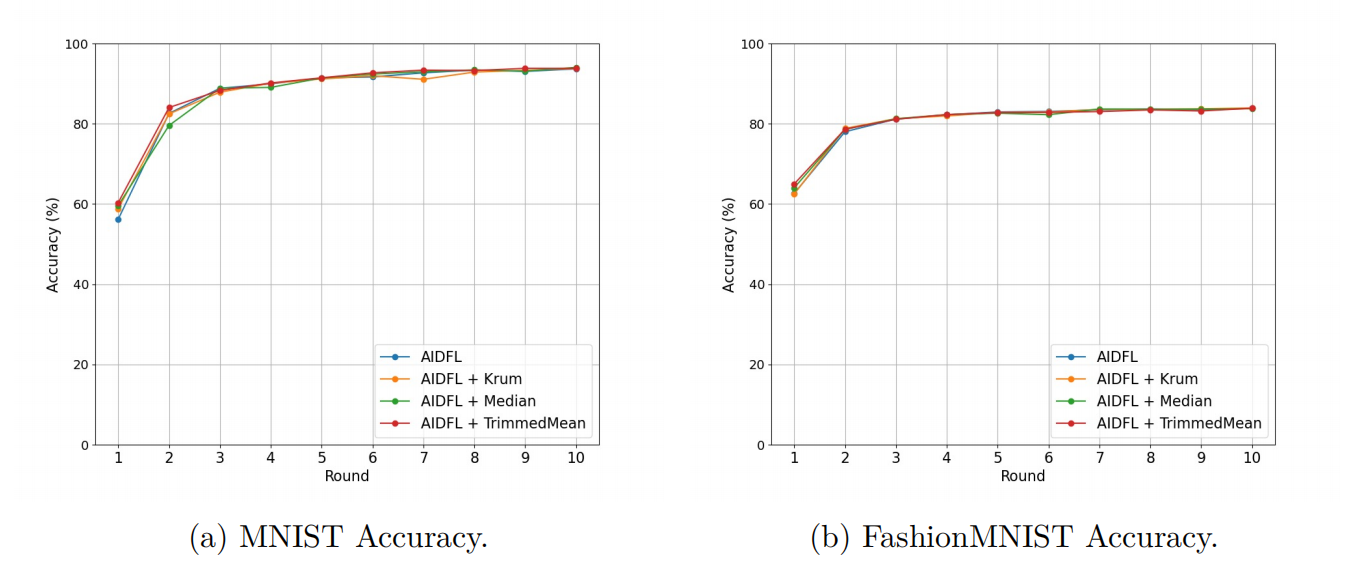 100
80
60
40
20
0
Accuracy (%)
1 2 3 4 5 6 7 8 9 10
Round
AIDFL
AIDFL + Krum
AIDFL + Median
AIDFL + TrimmedMean
(a) MNIST Accuracy.
100
80
60
40
20
0
Accuracy (%)
1 2 3 4 5 6 7 8 9 10
Round
AIDFL
AIDFL + Krum
AIDFL + Median
AIDFL + TrimmedMean
(b) FashionMNIST Accuracy.